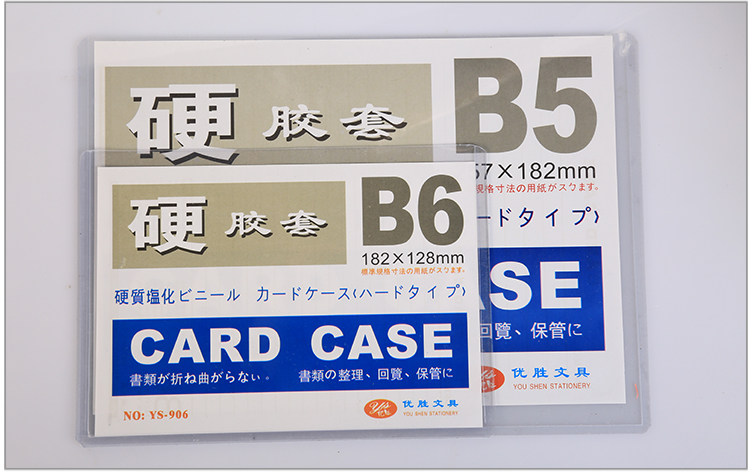 硬 胶套
B5
57×182mm
規格寸法の用紙がスクます。
ードタイプ〉
ASE
回覧、保管に
优胜文具
YOU SHEN STATIONERY
硬 胶套
B6
182×128mm
標準規格寸法の用紙がスクます。
硬質塩化ビニール カードケース〈ハードタイプ〉
CARD CASE
書類が折ね曲がらない。 書類の整理、回覧、保管に
NO: YS-906
优胜文具
YOU SHEN STATIONERY